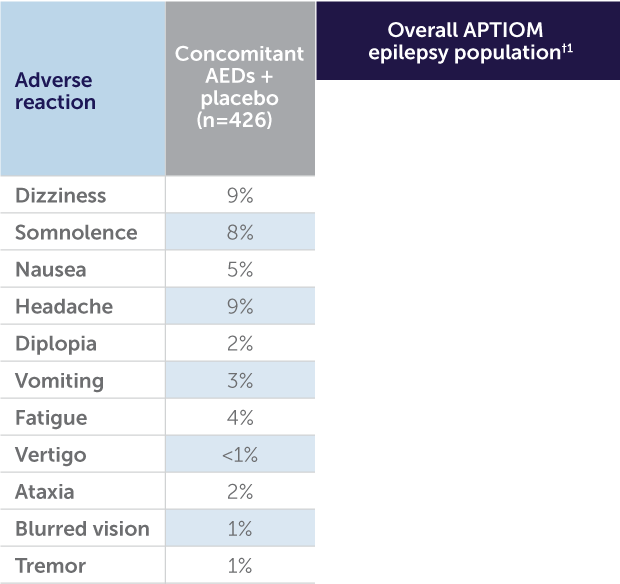 Adverse
reaction
Concomitant
AEDs +
placebo
(n=426)
Overall APTIOM
epilepsy population†1
Dizziness 9%
Somnolence 8%
Nausea 5%
Headache 9%
Diplopia 2%
Vomiting 3%
Fatigue 4%
Vertigo <1%
Ataxia 2%
Blurred vision 1%
Tremor 1%